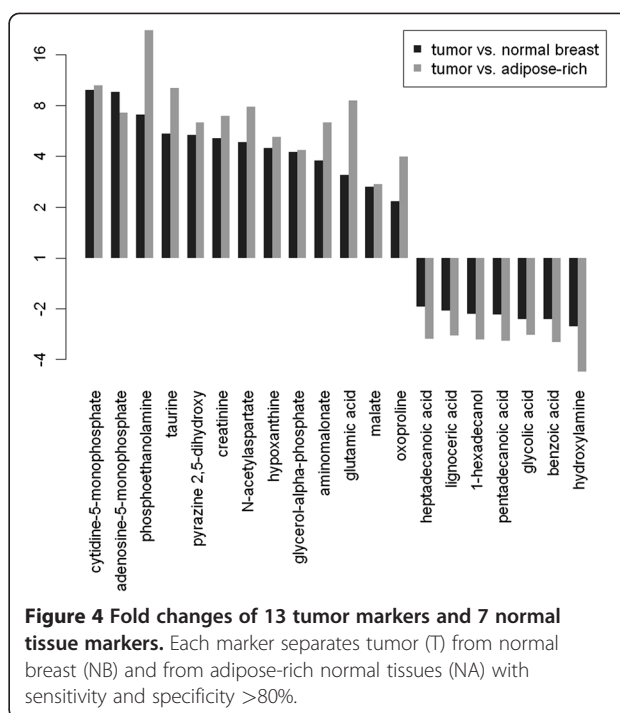 tumor vs. normal breast
tumor vs. adipose-rich
16
8
4
2
1
-2
-4
cytidine-5-monophosphate
adenosine-5-monophosphate
phosphoethanolamine
taurine
pyrazine 2,5-dihydroxy
creatinine
N-acetylaspartate
hypoxanthine
glycerol-alpha-phosphate
aminomalonate
glutamic acid
malate
oxoproline
heptadecanoic acid
lignoceric acid
1-hexadecanol
pentadecanoic acid
glycolic acid
benzoic acid
hydroxylamine
Figure 4 Fold changes of 13 tumor markers and 7 normal
tissue markers. Each marker separates tumor (T) from normal
breast (NB) and from adipose-rich normal tissues (NA) with
sensitivity and specificity >80%.